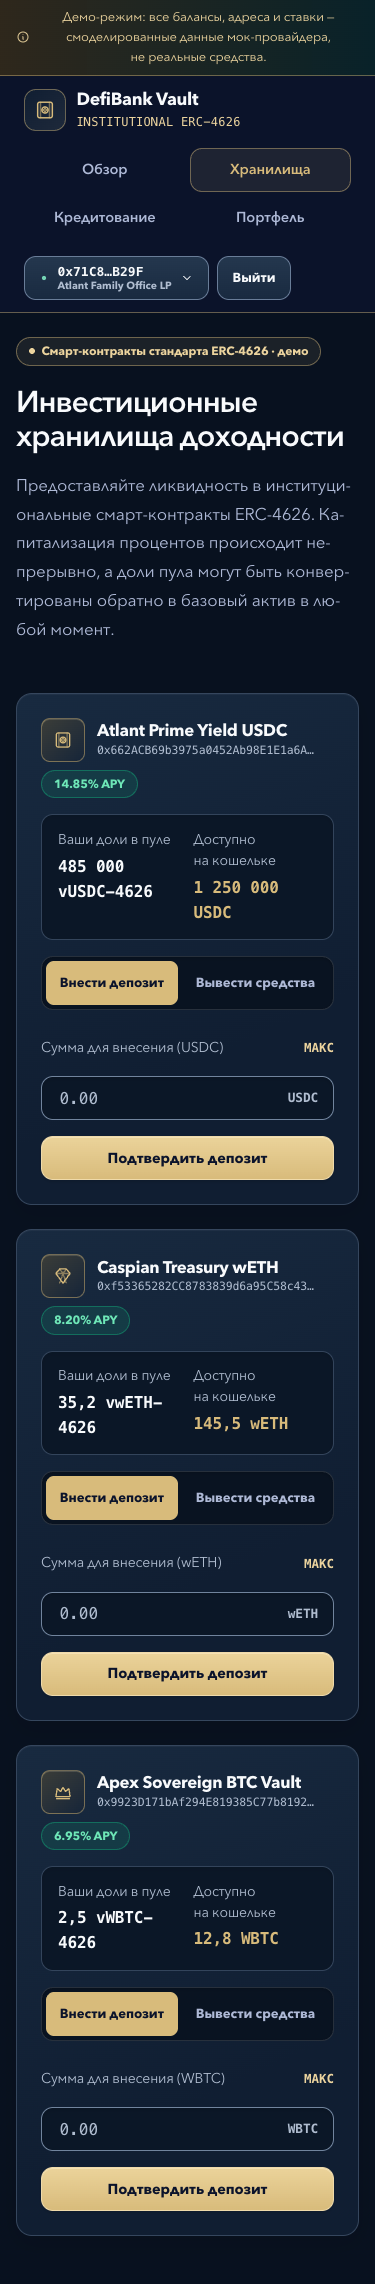 Демо-режим: все балансы, адреса и ставки —
смоделированные данные мок-провайдера,
не реальные средства.
DefiBank Vault
INSTITUTIONAL ERC-4626
Обзор
Хранилища
Кредитование
Портфель
0x71C8…B29F
Atlant Family Office LP
Выйти
Смарт-контракты стандарта ERC-4626 · демо
Инвестиционные
хранилища доходности
Предоставляйте ликвидность в институци-
ональные смарт-контракты ERC-4626. Ка-
питализация процентов происходит не-
прерывно, а доли пула могут быть конвер-
тированы обратно в базовый актив в лю-
бой момент.
Atlant Prime Yield USDC
0x662ACB69b3975a0452Ab98E1E1a6A…
14.85% APY
Ваши доли в пуле
485 000
vUSDC-4626
Доступно
на кошельке
1 250 000
USDC
Внести депозит
Вывести средства
Сумма для внесения (USDC)
МАКС
0.00
USDC
Подтвердить депозит
Caspian Treasury wETH
0xf53365282CC8783839d6a95C58c43…
8.20% APY
Ваши доли в пуле
35,2 vwETH-
4626
Доступно
на кошельке
145,5 wETH
Внести депозит
Вывести средства
Сумма для внесения (wETH)
МАКС
0.00
wETH
Подтвердить депозит
Apex Sovereign BTC Vault
0x9923D171bAf294E819385C77b8192…
6.95% APY
Ваши доли в пуле
2,5 vWBTC-
4626
Доступно
на кошельке
12,8 WBTC
Внести депозит
Вывести средства
Сумма для внесения (WBTC)
МАКС
0.00
WBTC
Подтвердить депозит